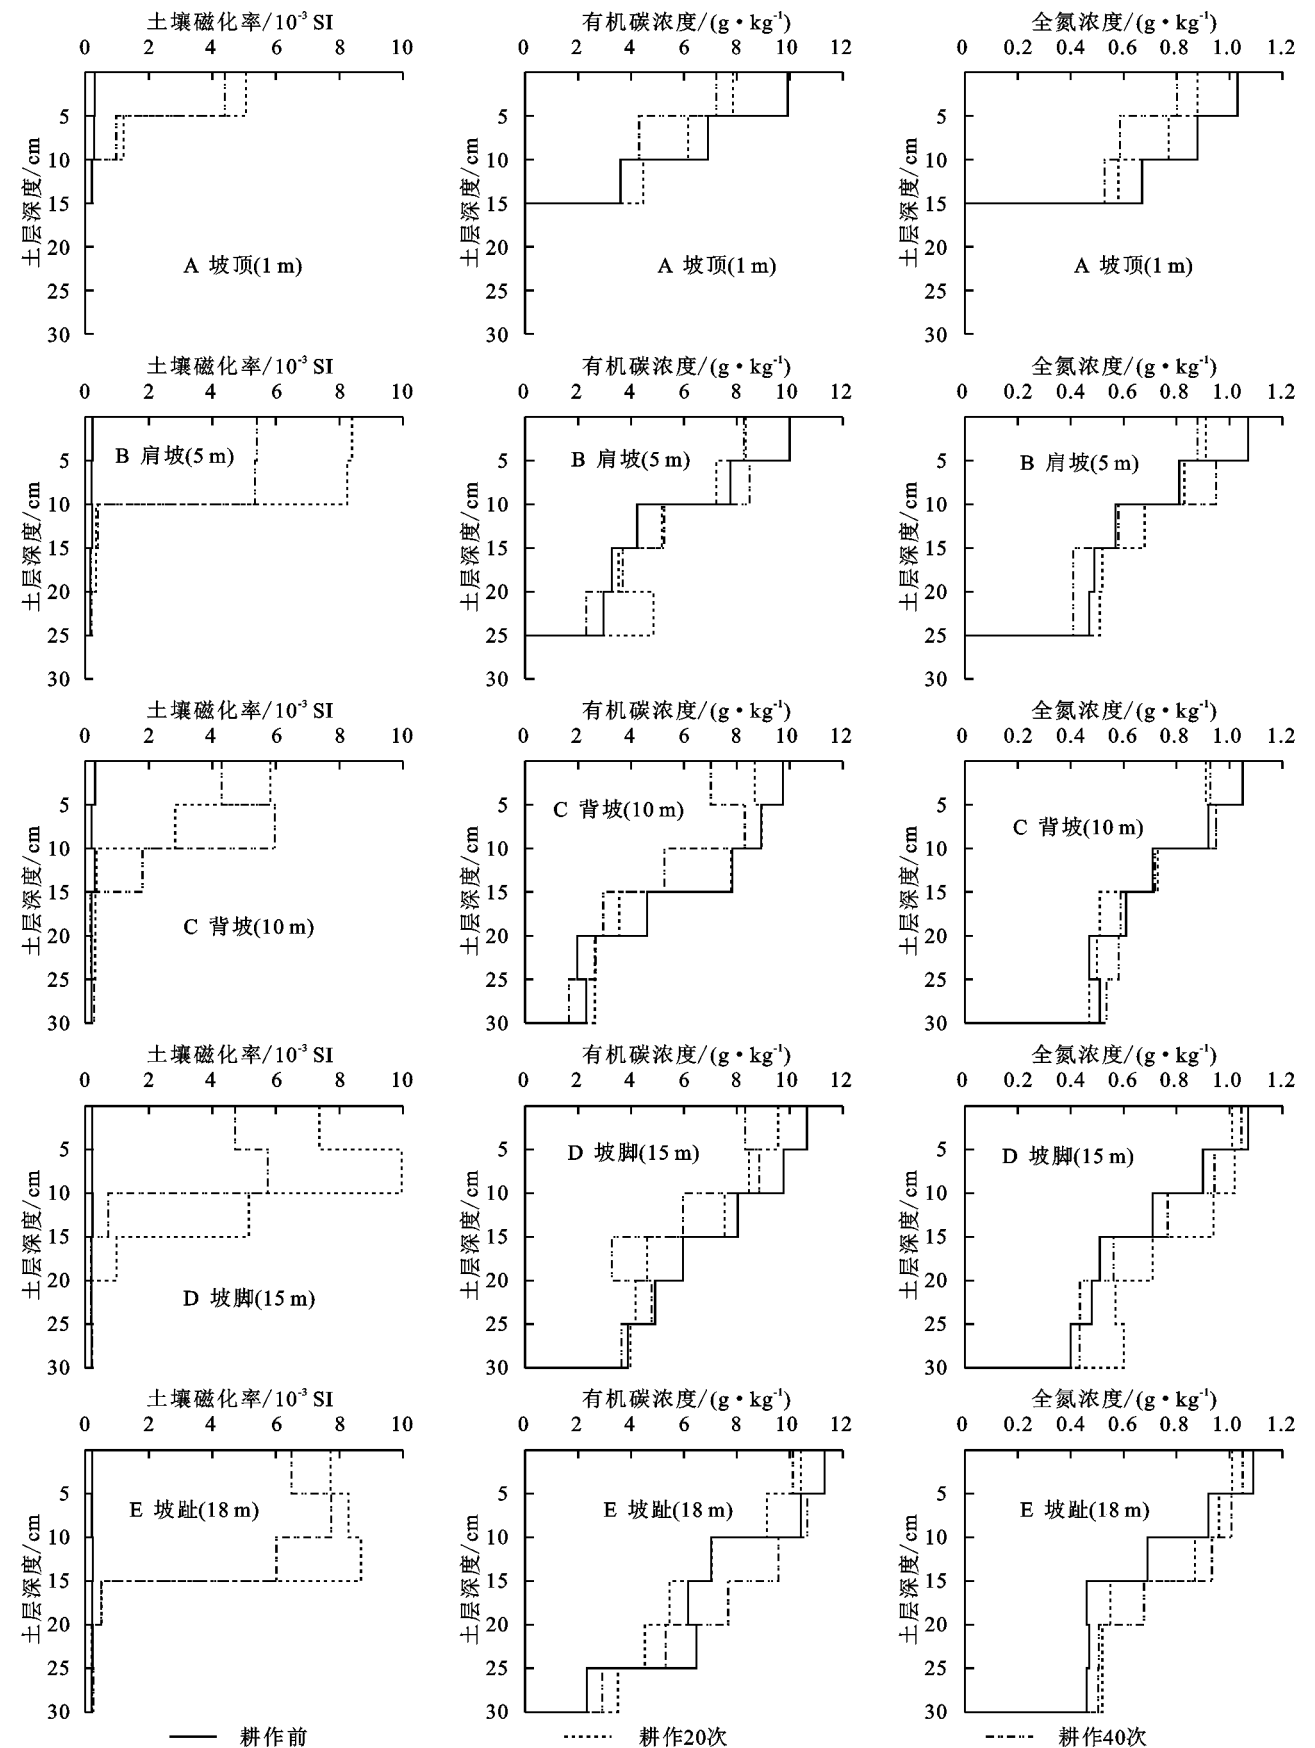 土壤磁化率/10⁻³ SI 有机碳浓度/(g·kg⁻¹) 全氮浓度/(g·kg⁻¹)
0 2 4 6 8 10 0 2 4 6 8 10 12 0 0.2 0.4 0.6 0.8 1.0 1.2
土层深度/cm 5 10 15 20 25 30 A 坡顶(1 m)
土层深度/cm 5 10 15 20 25 30 A 坡顶(1 m)
土层深度/cm 5 10 15 20 25 30 A 坡顶(1 m)
土壤磁化率/10⁻³ SI 有机碳浓度/(g·kg⁻¹) 全氮浓度/(g·kg⁻¹)
0 2 4 6 8 10 0 2 4 6 8 10 12 0 0.2 0.4 0.6 0.8 1.0 1.2
土层深度/cm 5 10 15 20 25 30 B 肩坡(5 m)
土层深度/cm 5 10 15 20 25 30 B 肩坡(5 m)
土层深度/cm 5 10 15 20 25 30 B 肩坡(5 m)
土壤磁化率/10⁻³ SI 有机碳浓度/(g·kg⁻¹) 全氮浓度/(g·kg⁻¹)
0 2 4 6 8 10 0 2 4 6 8 10 12 0 0.2 0.4 0.6 0.8 1.0 1.2
土层深度/cm 5 10 15 20 25 30 C 背坡(10 m)
土层深度/cm 5 10 15 20 25 30 C 背坡(10 m)
土层深度/cm 5 10 15 20 25 30 C 背坡(10 m)
土壤磁化率/10⁻³ SI 有机碳浓度/(g·kg⁻¹) 全氮浓度/(g·kg⁻¹)
0 2 4 6 8 10 0 2 4 6 8 10 12 0 0.2 0.4 0.6 0.8 1.0 1.2
土层深度/cm 5 10 15 20 25 30 D 坡脚(15 m)
土层深度/cm 5 10 15 20 25 30 D 坡脚(15 m)
土层深度/cm 5 10 15 20 25 30 D 坡脚(15 m)
土壤磁化率/10⁻³ SI 有机碳浓度/(g·kg⁻¹) 全氮浓度/(g·kg⁻¹)
0 2 4 6 8 10 0 2 4 6 8 10 12 0 0.2 0.4 0.6 0.8 1.0 1.2
土层深度/cm 5 10 15 20 25 30 E 坡趾(18 m)
土层深度/cm 5 10 15 20 25 30 E 坡趾(18 m)
土层深度/cm 5 10 15 20 25 30 E 坡趾(18 m)
耕作前 耕作20次 耕作40次